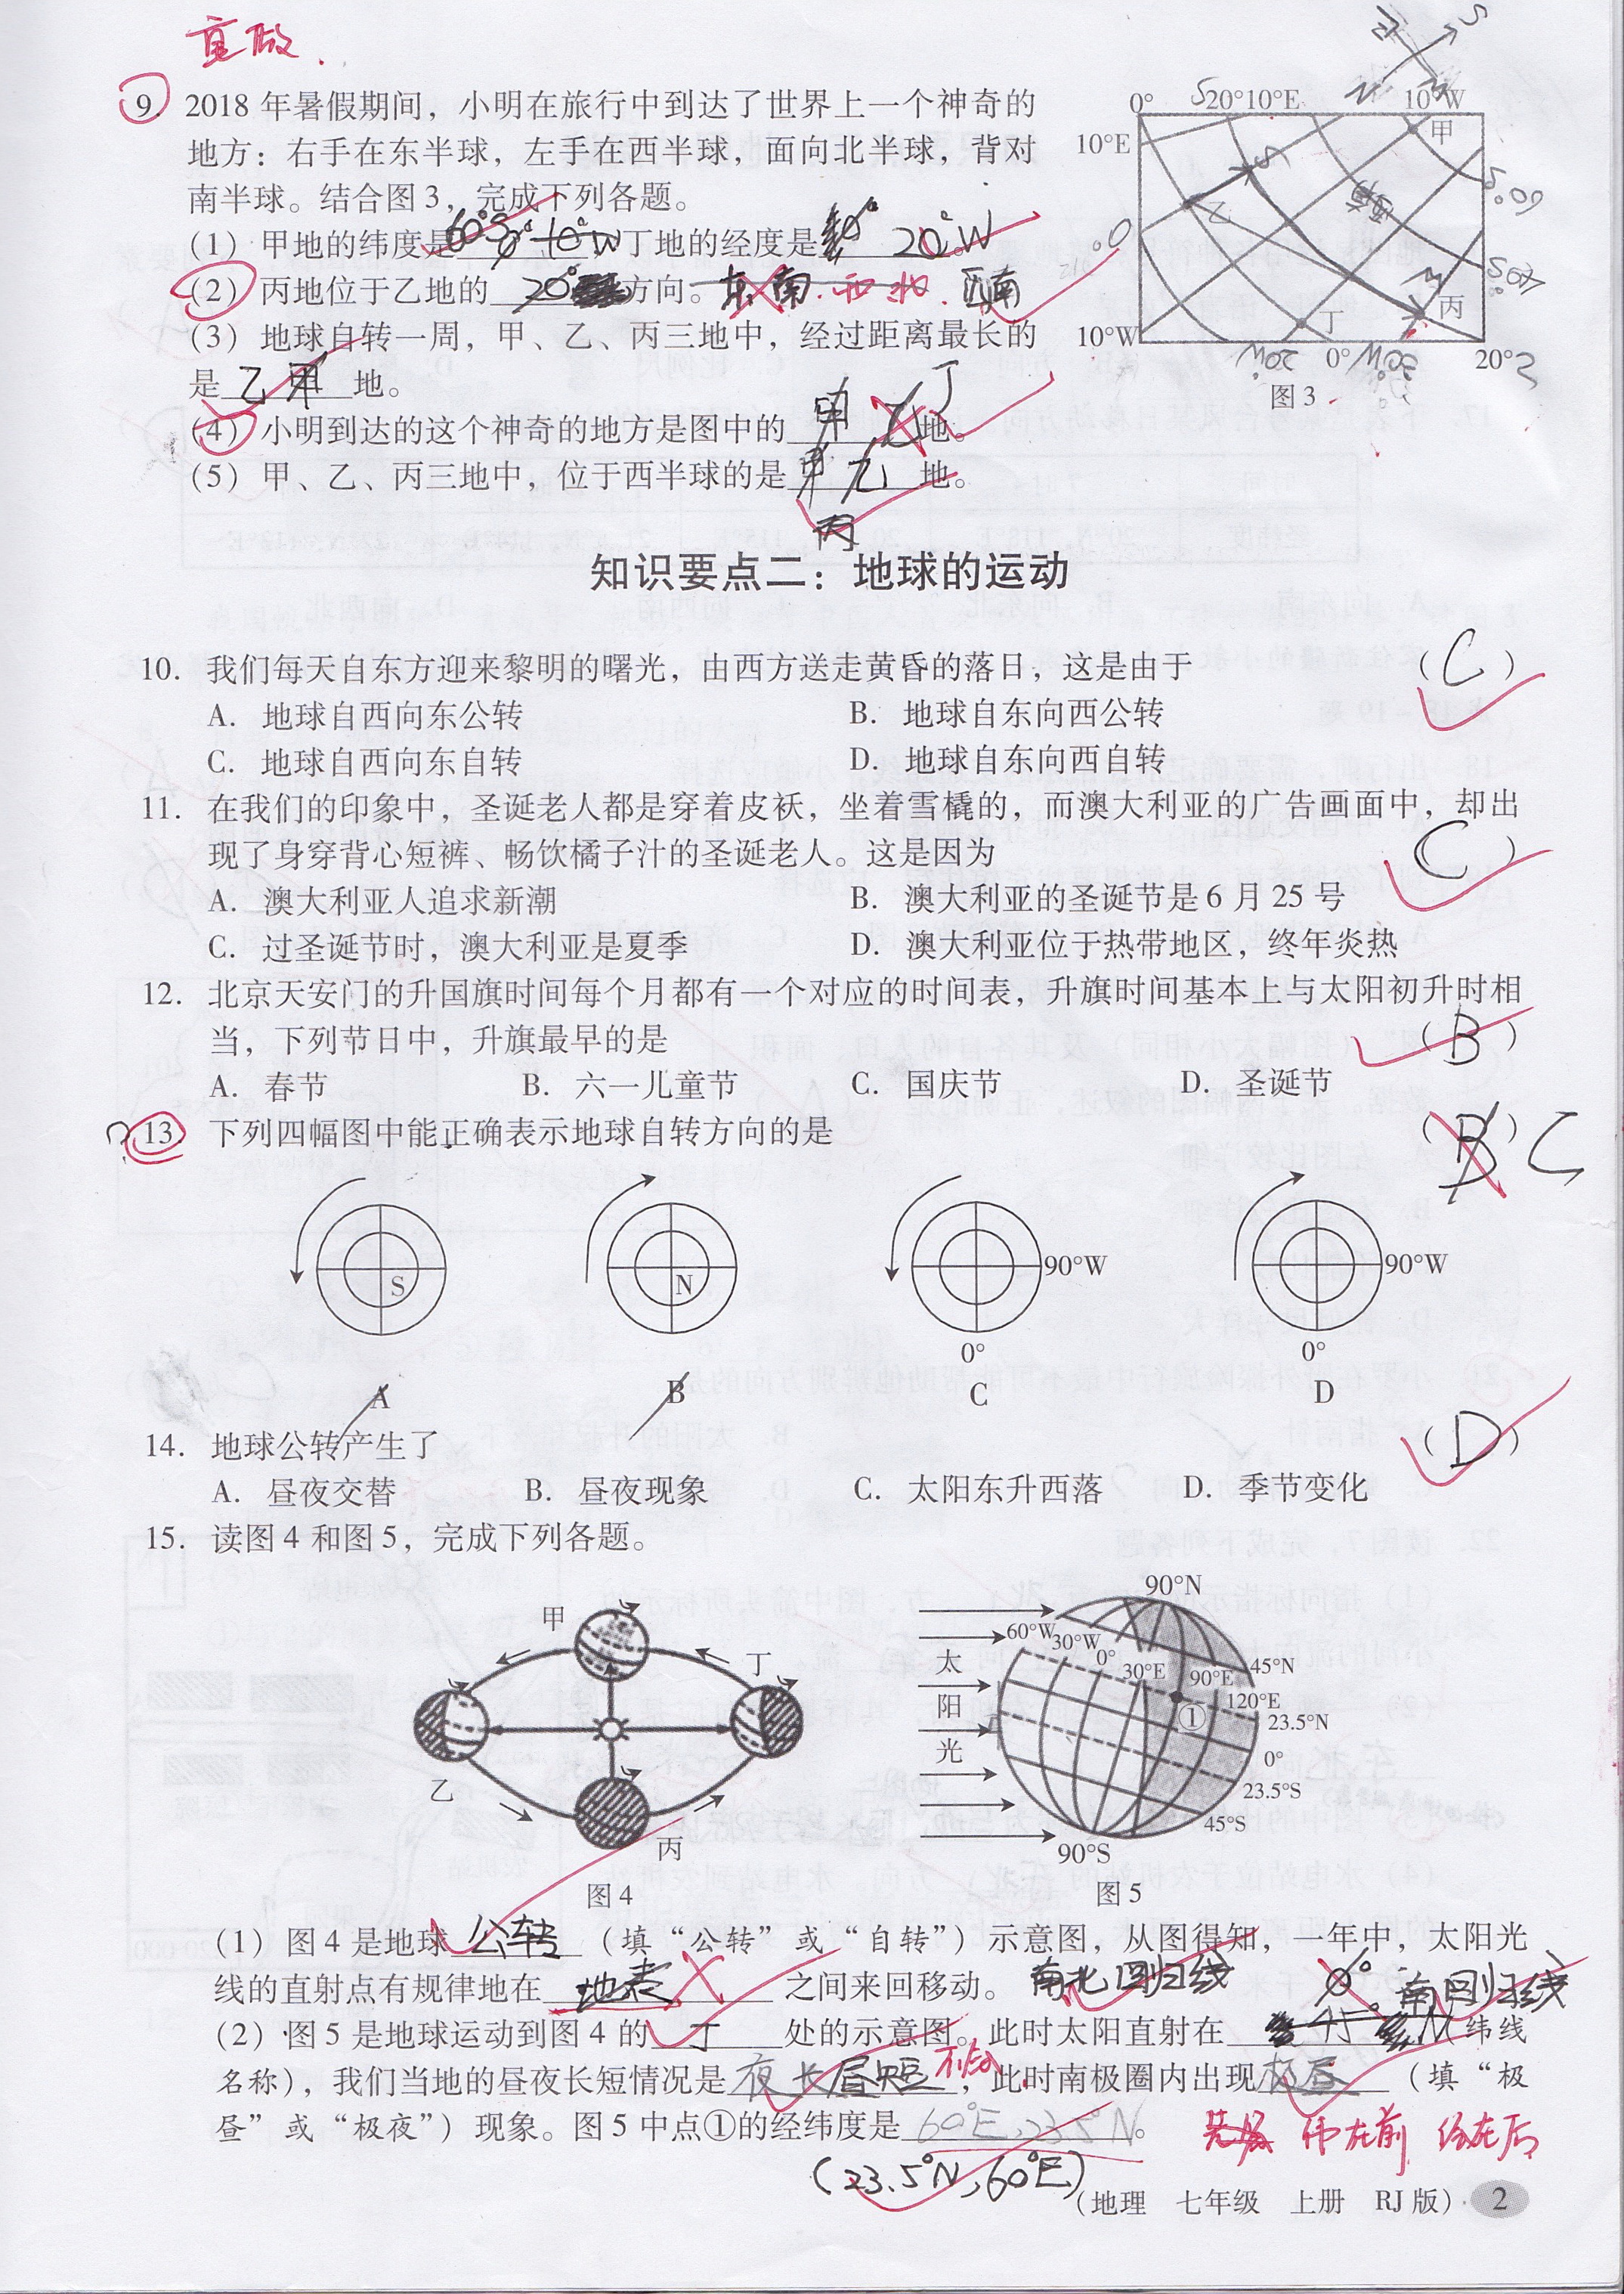 重做.
9. 2018 年暑假期间，小明在旅行中到达了世界上一个神奇的
地方：右手在东半球，左手在西半球，面向北半球，背对
南半球。结合图 3，完成下列各题。
(1) 甲地的纬度是 60°S 0° 10°W 丁地的经度是 20°W
(2) 丙地位于乙地的 20° 方向。东南 西北 西南
(3) 地球自转一周，甲、乙、丙三地中，经过距离最长的
是 乙 甲 地。
(4) 小明到达的这个神奇的地方是图中的 甲 乙 丁 地。
(5) 甲、乙、丙三地中，位于西半球的是 甲 乙 地。
丙
S N
0° 20° 10°E 10°W
10°E 甲
乙 S
60°S
0°
40°S
丙
丁
10°W 20°W 0° 20°S
图 3
知识要点二：地球的运动
10. 我们每天自东方迎来黎明的曙光，由西方送走黄昏的落日，这是由于 ( C )
A. 地球自西向东公转 B. 地球自东向西公转
C. 地球自西向东自转 D. 地球自东向西自转
11. 在我们的印象中，圣诞老人都是穿着皮袄，坐着雪橇的，而澳大利亚的广告画面中，却出
现了身穿背心短裤、畅饮橘子汁的圣诞老人。这是因为 ( C )
A. 澳大利亚人追求新潮 B. 澳大利亚的圣诞节是 6 月 25 号
C. 过圣诞节时，澳大利亚是夏季 D. 澳大利亚位于热带地区，终年炎热
12. 北京天安门的升国旗时间每个月都有一个对应的时间表，升旗时间基本上与太阳初升时相
当，下列节日中，升旗最早的是 ( B )
A. 春节 B. 六一儿童节 C. 国庆节 D. 圣诞节
? 13. 下列四幅图中能正确表示地球自转方向的是 ( B ) C
S N 90°W 90°W
0° 0°
A B C D
14. 地球公转产生了 ( D )
A. 昼夜交替 B. 昼夜现象 C. 太阳东升西落 D. 季节变化
15. 读图 4 和图 5，完成下列各题。
甲
丁
乙
丙
图 4
90°N
60°W 30°W 0° 30°E 90°E 120°E
45°N
23.5°N
①
太
阳
光
0°
23.5°S
45°S
90°S
图 5
(1) 图 4 是地球 公转 (填“公转”或“自转”) 示意图，从图得知，一年中，太阳光
线的直射点有规律地在 地表 之间来回移动。 南北回归线 0° 南回归线
(2) 图 5 是地球运动到图 4 的 丁 处的示意图。此时太阳直射在 45° N (纬线
名称)，我们当地的昼夜长短情况是 夜长昼短 ，此时南极圈内出现 极昼 (填“极
昼”或“极夜”) 现象。图 5 中点①的经纬度是 60°E, 23.5°N 。
纬在前 经在后
(23.5°N, 60°E)
(地理 七年级 上册 RJ 版) 2